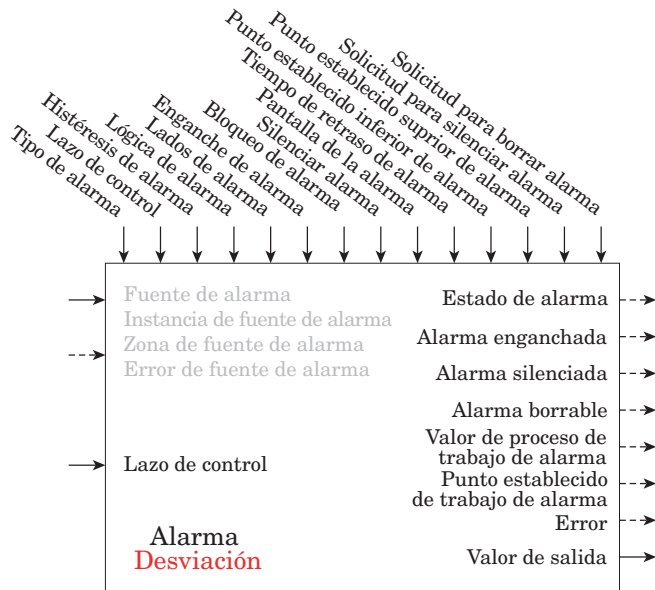 Tipo de alarma
Lazo de control
Histéresis de alarma
Lógica de alarma
Lados de alarma
Enganche de alarma
Bloqueo de alarma
Silenciar alarma
Pantalla de la alarma
Tiempo de retraso de alarma
Punto establecido inferior de alarma
Punto establecido suprior de alarma
Solicitud para silenciar alarma
Solicitud para borrar alarma
Fuente de alarma
Instancia de fuente de alarma
Zona de fuente de alarma
Error de fuente de alarma
Lazo de control
Alarma
Desviación
Estado de alarma
Alarma enganchada
Alarma silenciada
Alarma borrable
Valor de proceso de
trabajo de alarma
Punto establecido
de trabajo de alarma
Error
Valor de salida